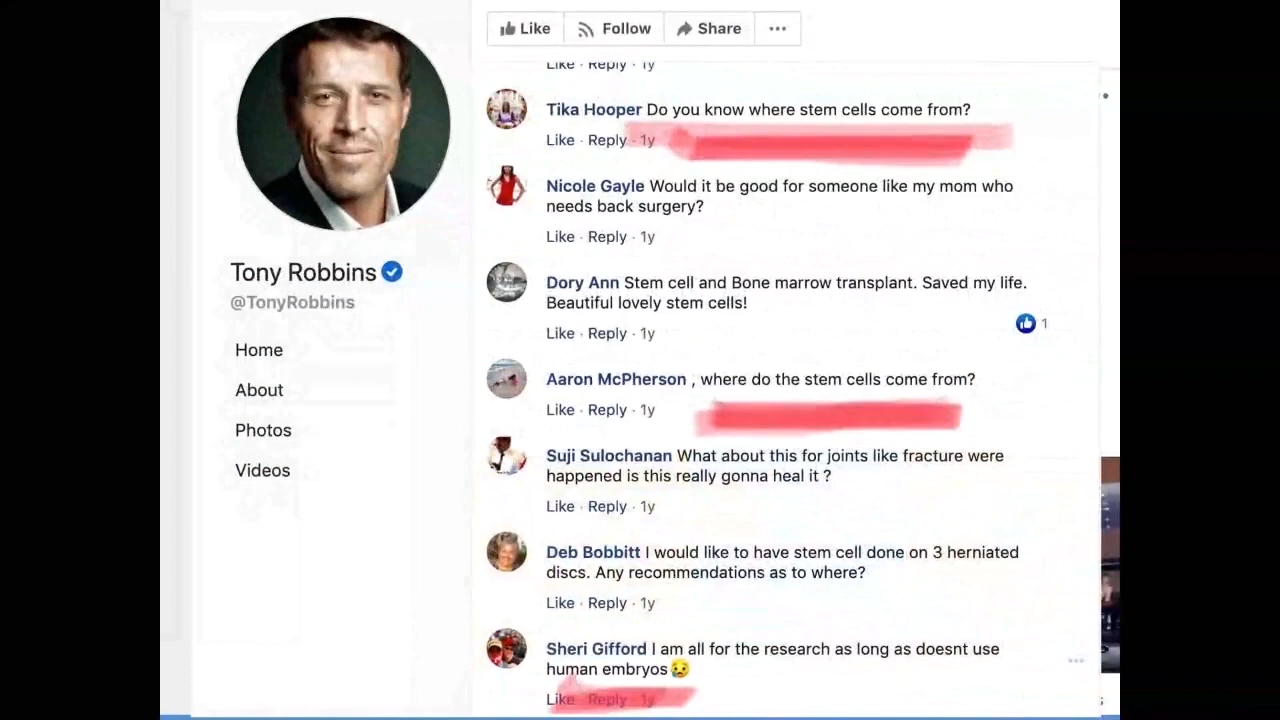 Like Follow Share
Like · Reply · 1y
Tony Robbins
@TonyRobbins
Home
About
Photos
Videos
Tika Hooper Do you know where stem cells come from?
Like · Reply · 1y
Nicole Gayle Would it be good for someone like my mom who
needs back surgery?
Like · Reply · 1y
Dory Ann Stem cell and Bone marrow transplant. Saved my life.
Beautiful lovely stem cells!
1
Like · Reply · 1y
Aaron McPherson , where do the stem cells come from?
Like · Reply · 1y
Suji Sulochanan What about this for joints like fracture were
happened is this really gonna heal it ?
Like · Reply · 1y
Deb Bobbitt I would like to have stem cell done on 3 herniated
discs. Any recommendations as to where?
Like · Reply · 1y
Sheri Gifford I am all for the research as long as doesnt use
human embryos😢
Like · Reply · 1y